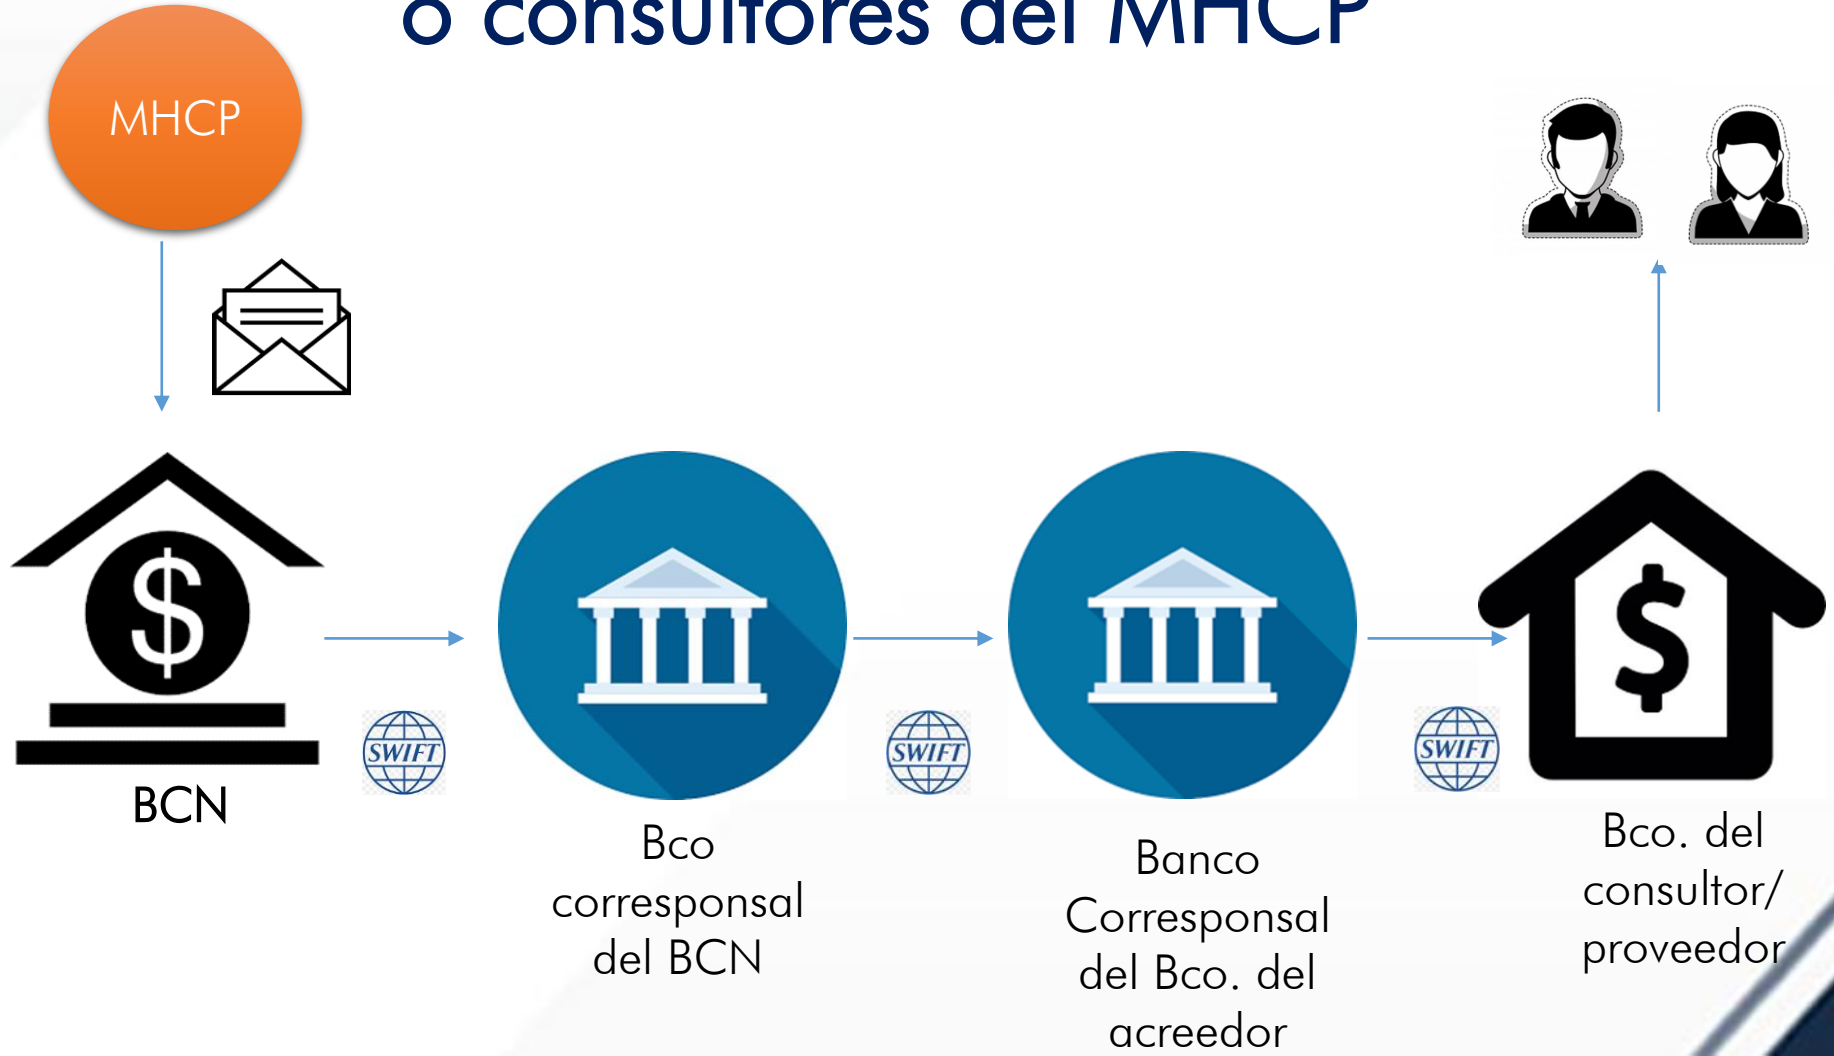 o consultores del MHCP
MHCP
SWIFT
SWIFT
SWIFT
BCN
Bco
corresponsal
del BCN
Banco
Corresponsal
del Bco. del
acreedor
Bco. del
consultor/
proveedor